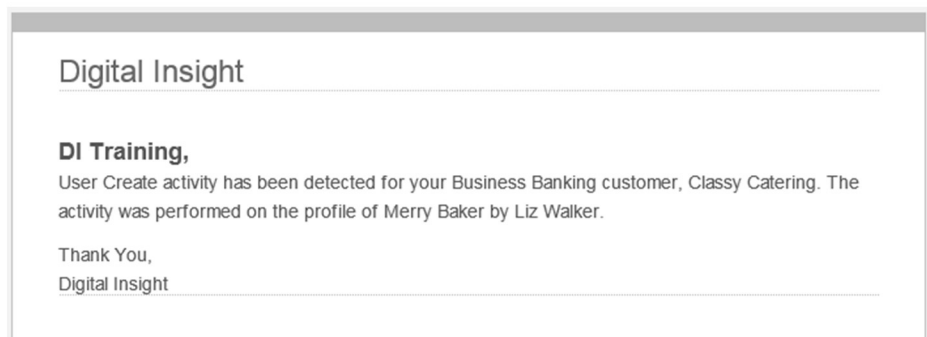 Digital Insight
DI Training,
User Create activity has been detected for your Business Banking customer, Classy Catering. The
activity was performed on the profile of Merry Baker by Liz Walker.
Thank You,
Digital Insight